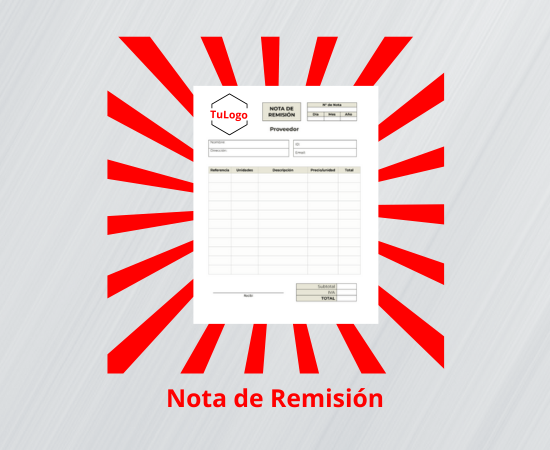 TuLogo
NOTA DE
REMISIÓN
N° de Nota
Día Mes Año
Proveedor
Nombre
Dirección
ID
Email
Referencia Unidades Descripción Precio/unidad Total
Subtotal
IVA
TOTAL
Recibí
Nota de Remisión